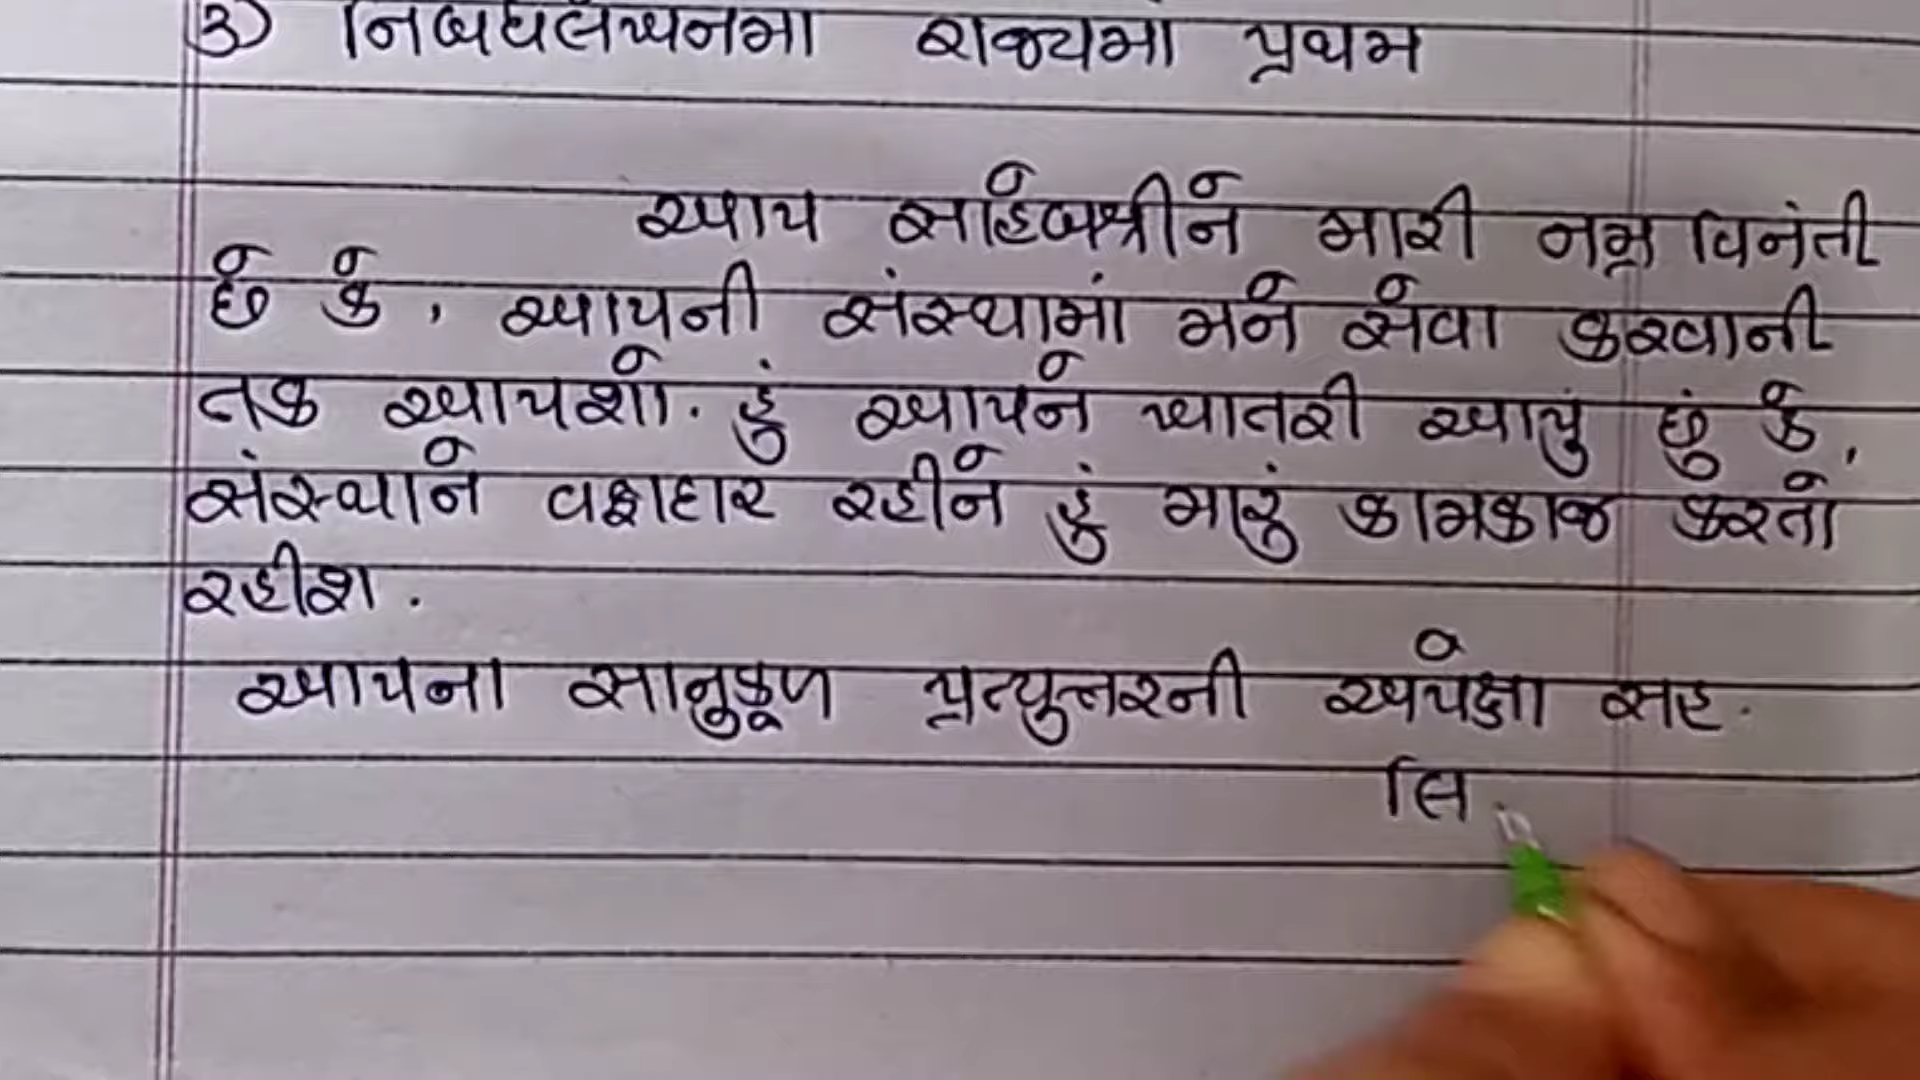 ૩) નિબંધલેખનમાં રાજ્યમાં પ્રથમ
આપ સાહેબશ્રીને મારી નમ્ર વિનંતી
છે કે, આપની સંસ્થામાં મને સેવા કરવાની
તક આપશો. હું આપને ખાતરી આપું છું કે,
સંસ્થાને વફાદાર રહીને હું મારું કામકાજ કરતો
રહીશ.
આપના સાનુકૂળ પ્રત્યુત્તરની અપેક્ષા સહ.
લિ.